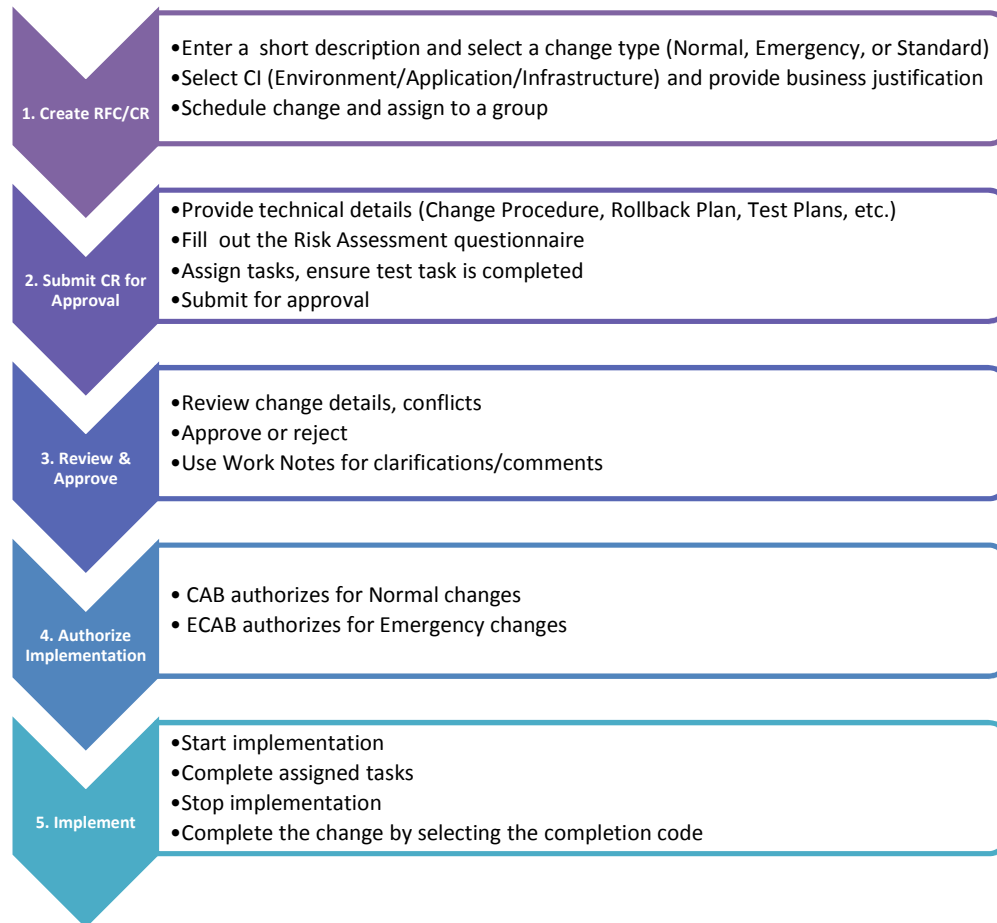 1. Create RFC/CR
•Enter a  short description and select a change type (Normal, Emergency, or Standard)
•Select CI (Environment/Application/Infrastructure) and provide business justification
•Schedule change and assign to a group
2. Submit CR for
Approval
•Provide technical details (Change Procedure, Rollback Plan, Test Plans, etc.)
•Fill  out the Risk Assessment questionnaire
•Assign tasks, ensure test task is completed
•Submit for approval
3. Review &
Approve
•Review change details, conflicts
•Approve or reject
•Use Work Notes for clarifications/comments
4. Authorize
Implementation
• CAB authorizes for Normal changes
• ECAB authorizes for Emergency changes
5. Implement
•Start implementation
•Complete assigned tasks
•Stop implementation
•Complete the change by selecting the completion code